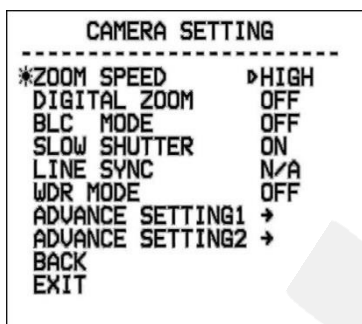 CAMERA SETTING
ZOOM SPEED HIGH
DIGITAL ZOOM OFF
BLC MODE OFF
SLOW SHUTTER ON
LINE SYNC N/A
WDR MODE OFF
ADVANCE SETTING1 →
ADVANCE SETTING2 →
BACK
EXIT